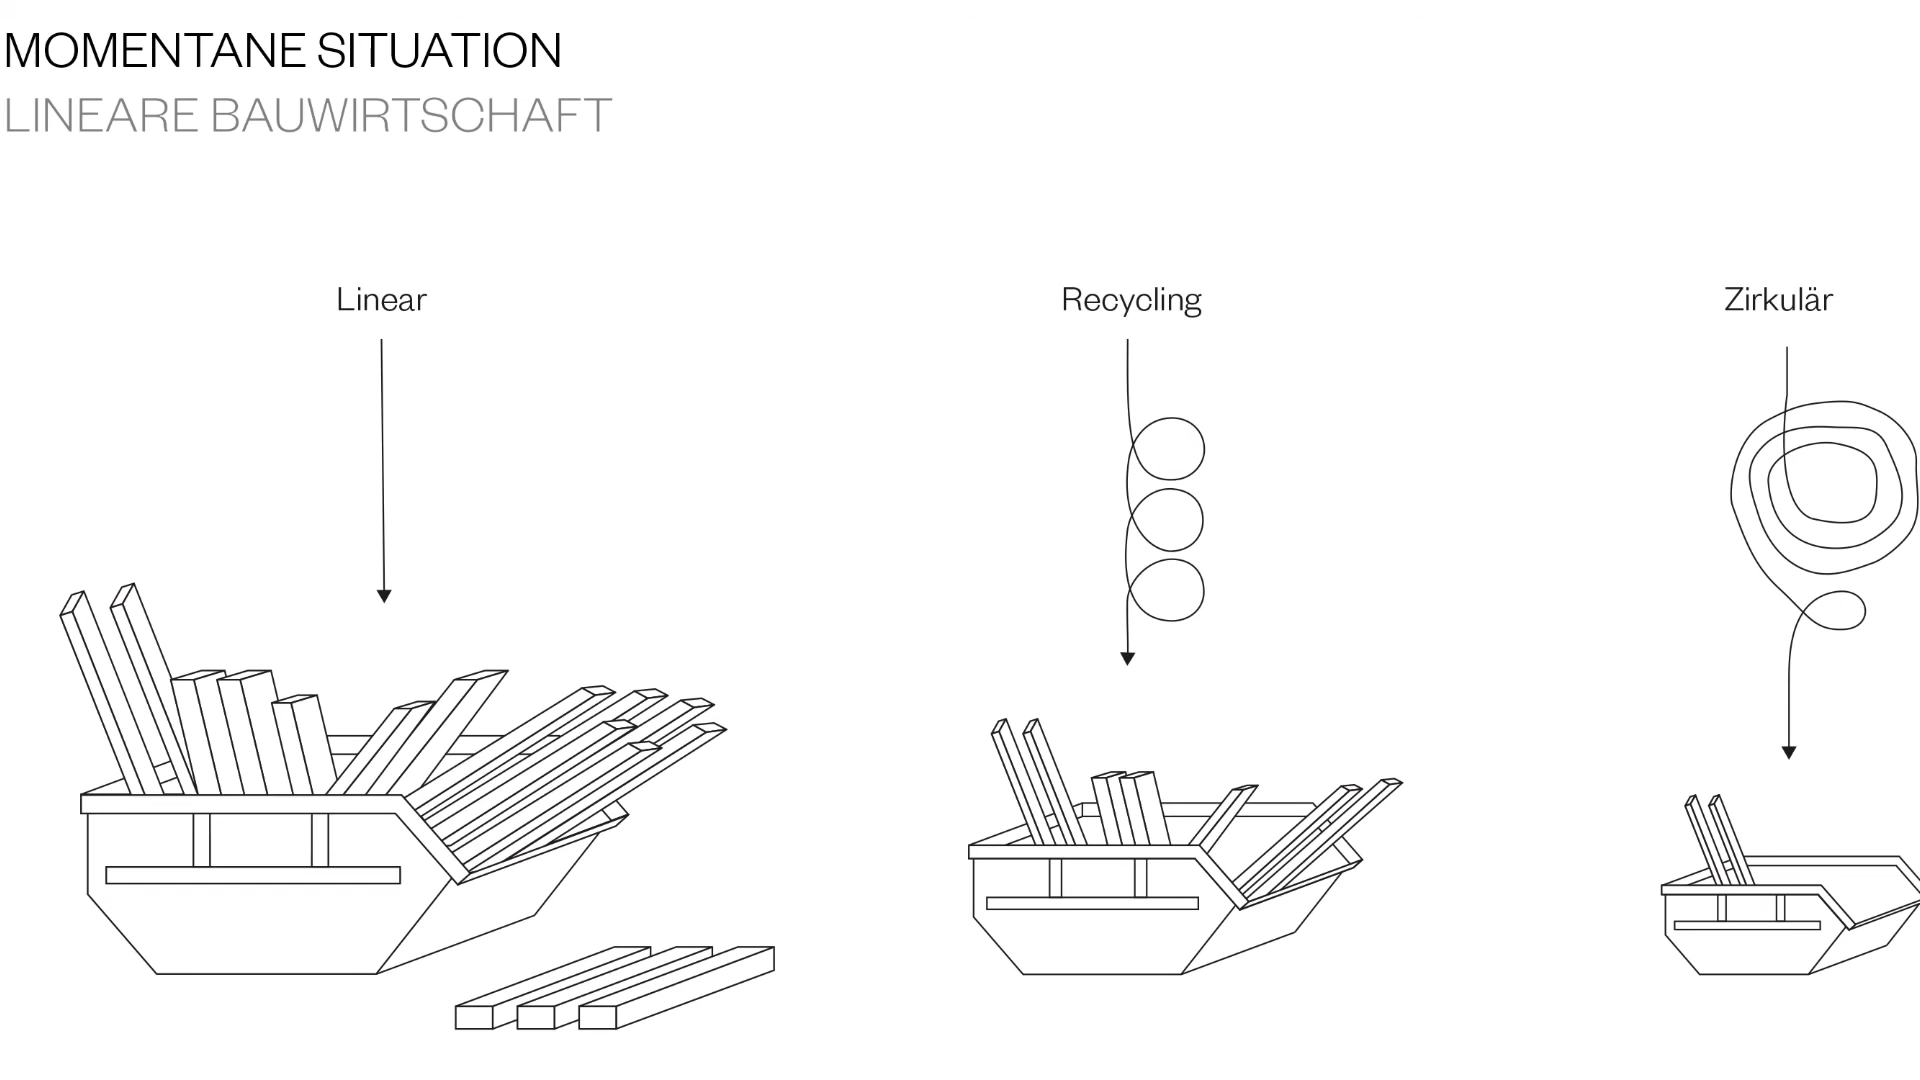 MOMENTANE SITUATION
LINEARE BAUWIRTSCHAFT
Linear
Recycling
Zirkulär